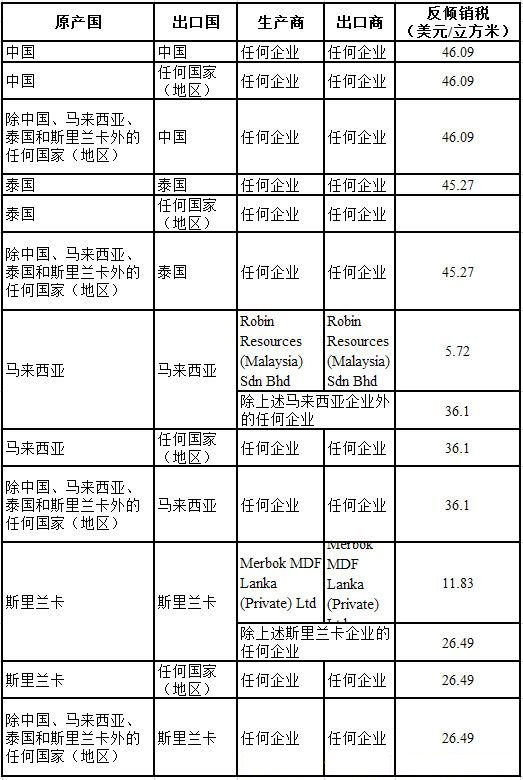 原产国 出口国 生产商 出口商 反倾销税
（美元/立方米）
中国 中国 任何企业 任何企业 46.09
中国 任何国家
（地区） 任何企业 任何企业 46.09
除中国、马来西亚、
泰国和斯里兰卡外的
任何国家（地区） 中国 任何企业 任何企业 46.09
泰国 泰国 任何企业 任何企业 45.27
泰国 任何国家
（地区） 任何企业 任何企业
除中国、马来西亚、
泰国和斯里兰卡外的
任何国家（地区） 泰国 任何企业 任何企业 45.27
马来西亚 马来西亚
Robin
Resources
(Malaysia)
Sdn Bhd
Robin
Resources
(Malaysia)
Sdn Bhd
5.72
除上述马来西亚企业外
的任何企业 36.1
马来西亚 任何国家
（地区） 任何企业 任何企业 36.1
除中国、马来西亚、
泰国和斯里兰卡外的
任何国家（地区） 马来西亚 任何企业 任何企业 36.1
斯里兰卡 斯里兰卡
Merbok MDF
Lanka
(Private) Ltd
Merbok
MDF
Lanka
(Private)
11.83
除上述斯里兰卡企业的
任何企业 26.49
斯里兰卡 任何国家
（地区） 任何企业 任何企业 26.49
除中国、马来西亚、
泰国和斯里兰卡外的
任何国家（地区） 斯里兰卡 任何企业 任何企业 26.49